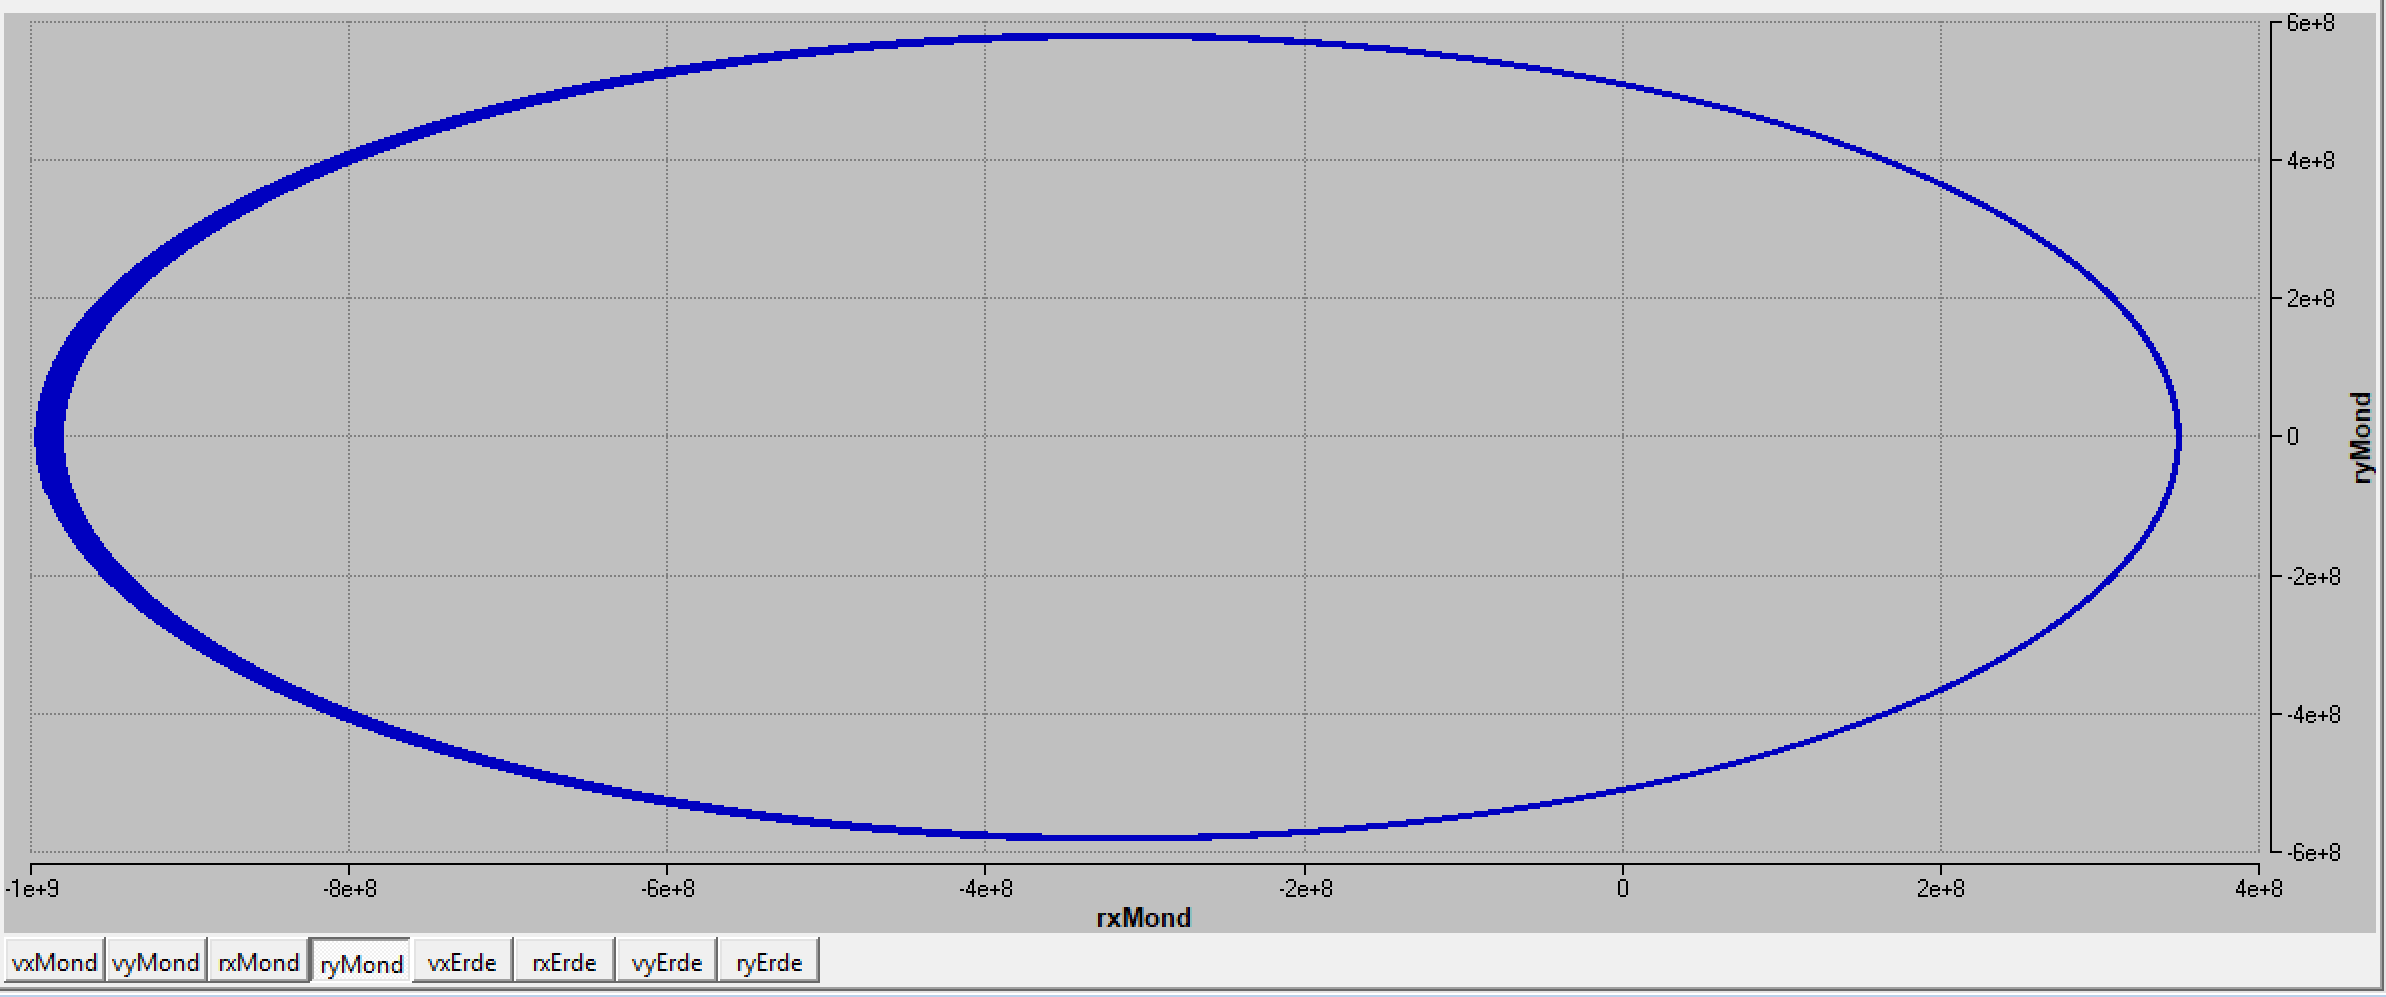 6e+8
4e+8
2e+8
0
-2e+8
-4e+8
-6e+8
ryMond
-1e+9 -8e+8 -6e+8 -4e+8 -2e+8 0 2e+8 4e+8
rxMond
vxMond vyMond rxMond ryMond vxErde rxErde vyErde ryErde